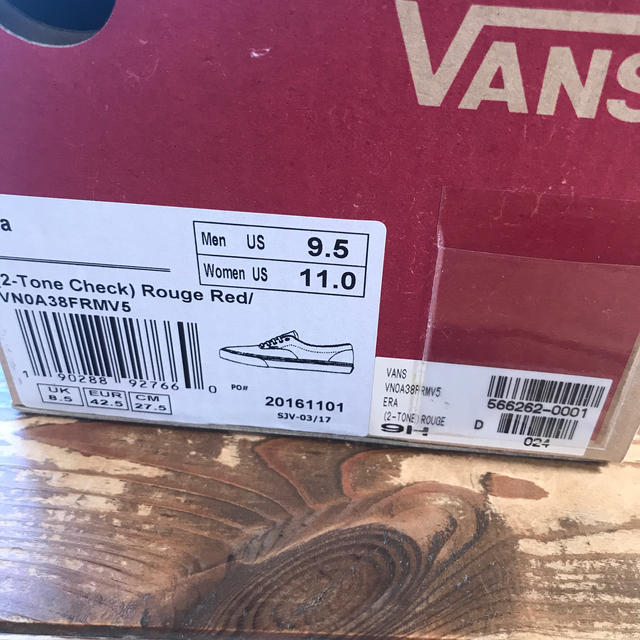 VANS
a
Men US 9.5
Women US 11.0
(2-Tone Check) Rouge Red/
VN0A38FRMV5
1 90288 92766 0
PO#
UK 8.5
EUR 42.5
CM 27.5
20161101
SJV-03/17
VANS
VN0A38FRMV5
ERA
(2-TONE) ROUGE
9H
566262-0001
D
024